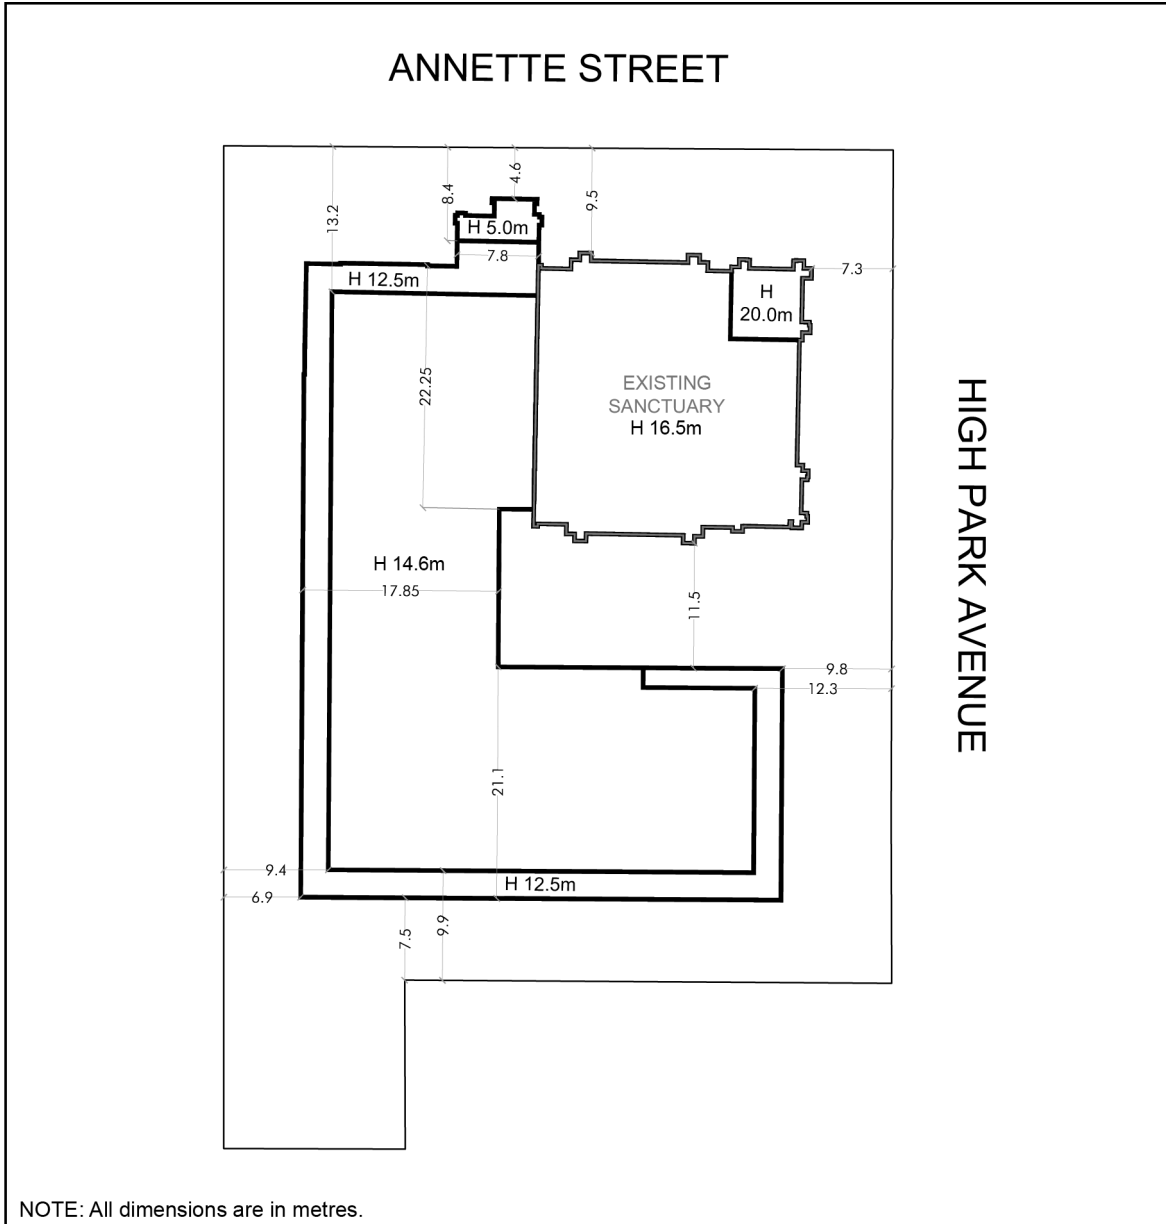 ANNETTE STREET
4.6
8.4
9.5
13.2
H 5.0m
7.8
7.3
H 12.5m
H
20.0m
22.25
EXISTING
SANCTUARY
H 16.5m
HIGH PARK AVENUE
H 14.6m
17.85
11.5
9.8
12.3
21.1
9.4
H 12.5m
6.9
7.5
9.9
NOTE: All dimensions are in metres.